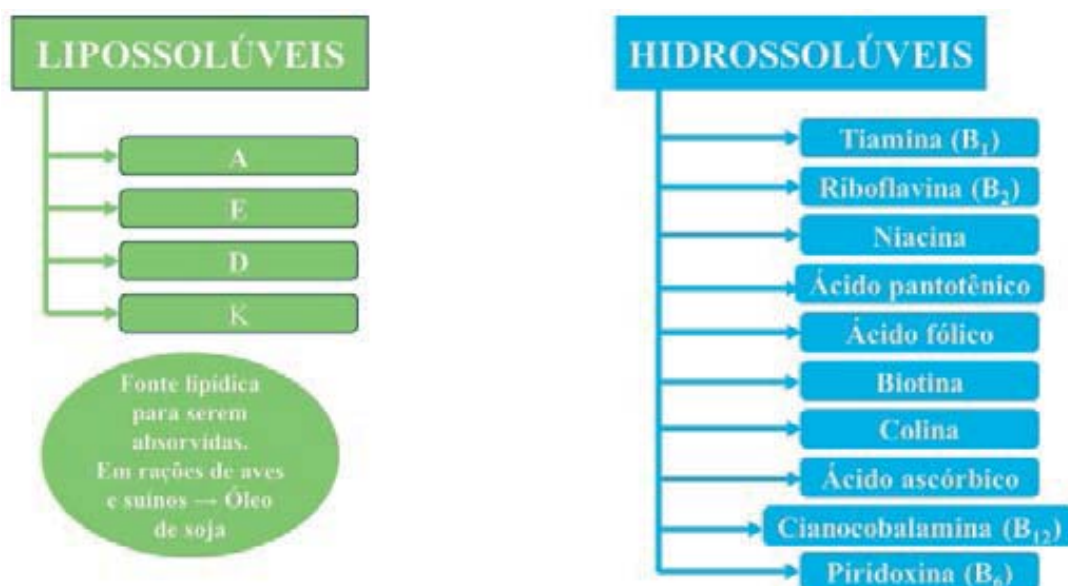 LIPOSSOLÚVEIS
A
E
D
K
Fonte lipídica
para serem
absorvidas.
Em rações de aves
e suínos → Óleo
de soja
HIDROSSOLÚVEIS
Tiamina (B₁)
Riboflavina (B₂)
Niacina
Ácido pantotênico
Ácido fólico
Biotina
Colina
Ácido ascórbico
Cianocobalamina (B₁₂)
Piridoxina (B₆)